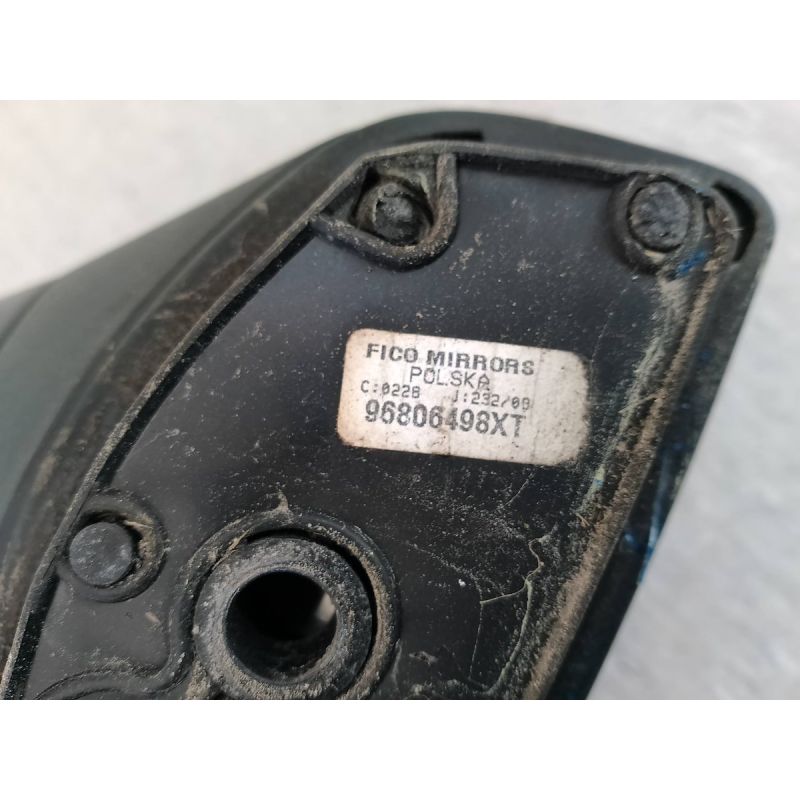 FICO MIRRORS
POLSKA
C:0228 J:232/09
96806498XT